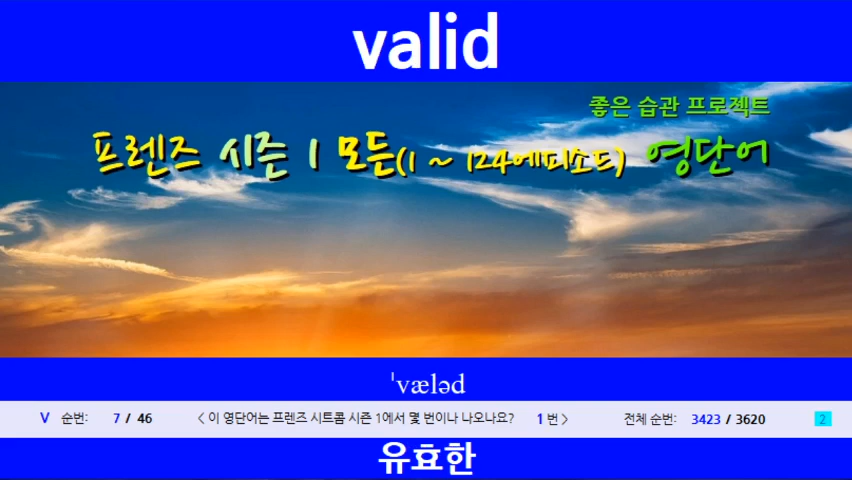 valid
좋은 습관 프로젝트
프렌즈 시즌 1 모든(1 ~ 124에피소드) 영단어
ˈvæləd
V 순번: 7 / 46 < 이 영단어는 프렌즈 시트콤 시즌 1에서 몇 번이나 나오나요? 1 번 > 전체 순번: 3423 / 3620 2
유효한